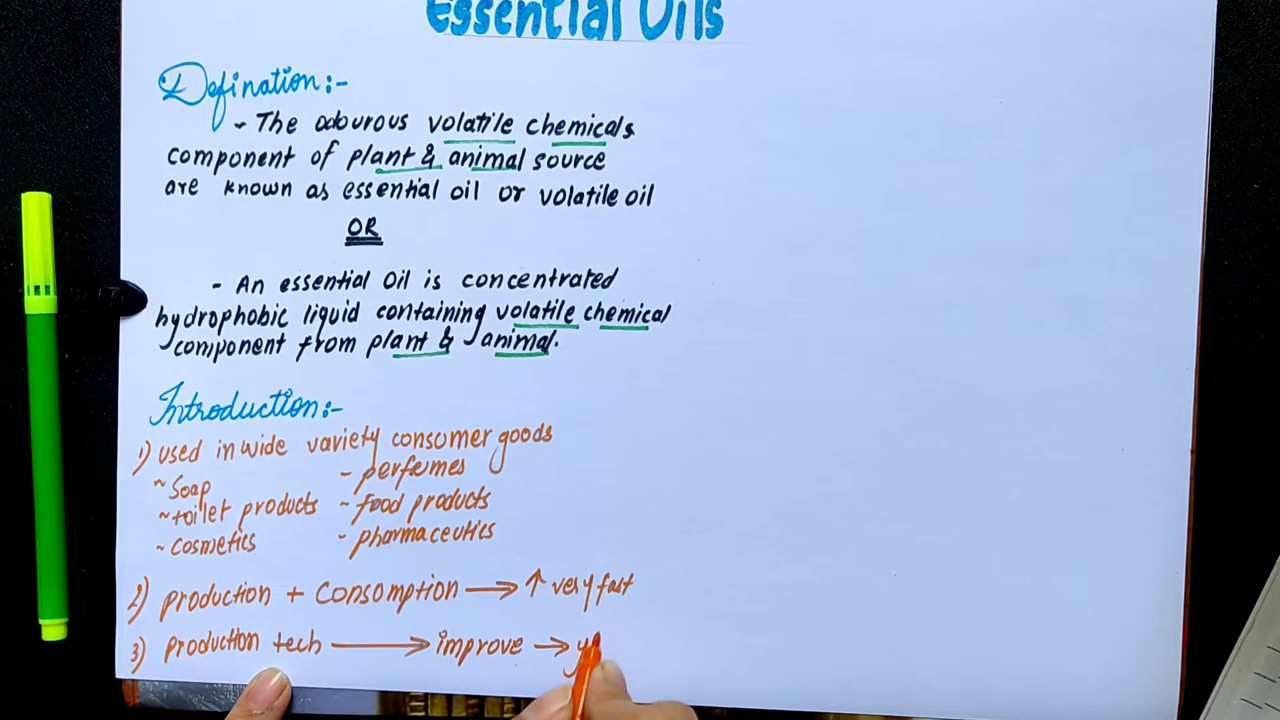 Essential Oils
Defination:-
- The odourous volatile chemicals
component of plant & animal source
are known as essential oil or volatile oil
OR
- An essential Oil is concentrated
hydrophobic liquid containing volatile chemical
component from plant & animal.
Introduction:-
1) used in wide variety consumer goods
~ Soap
- perfumes
~ toilet products
~ food products
~ Cosmetics
- pharmaceutics
2) production + Consumption → ↑ very fast
3) production tech → improve →